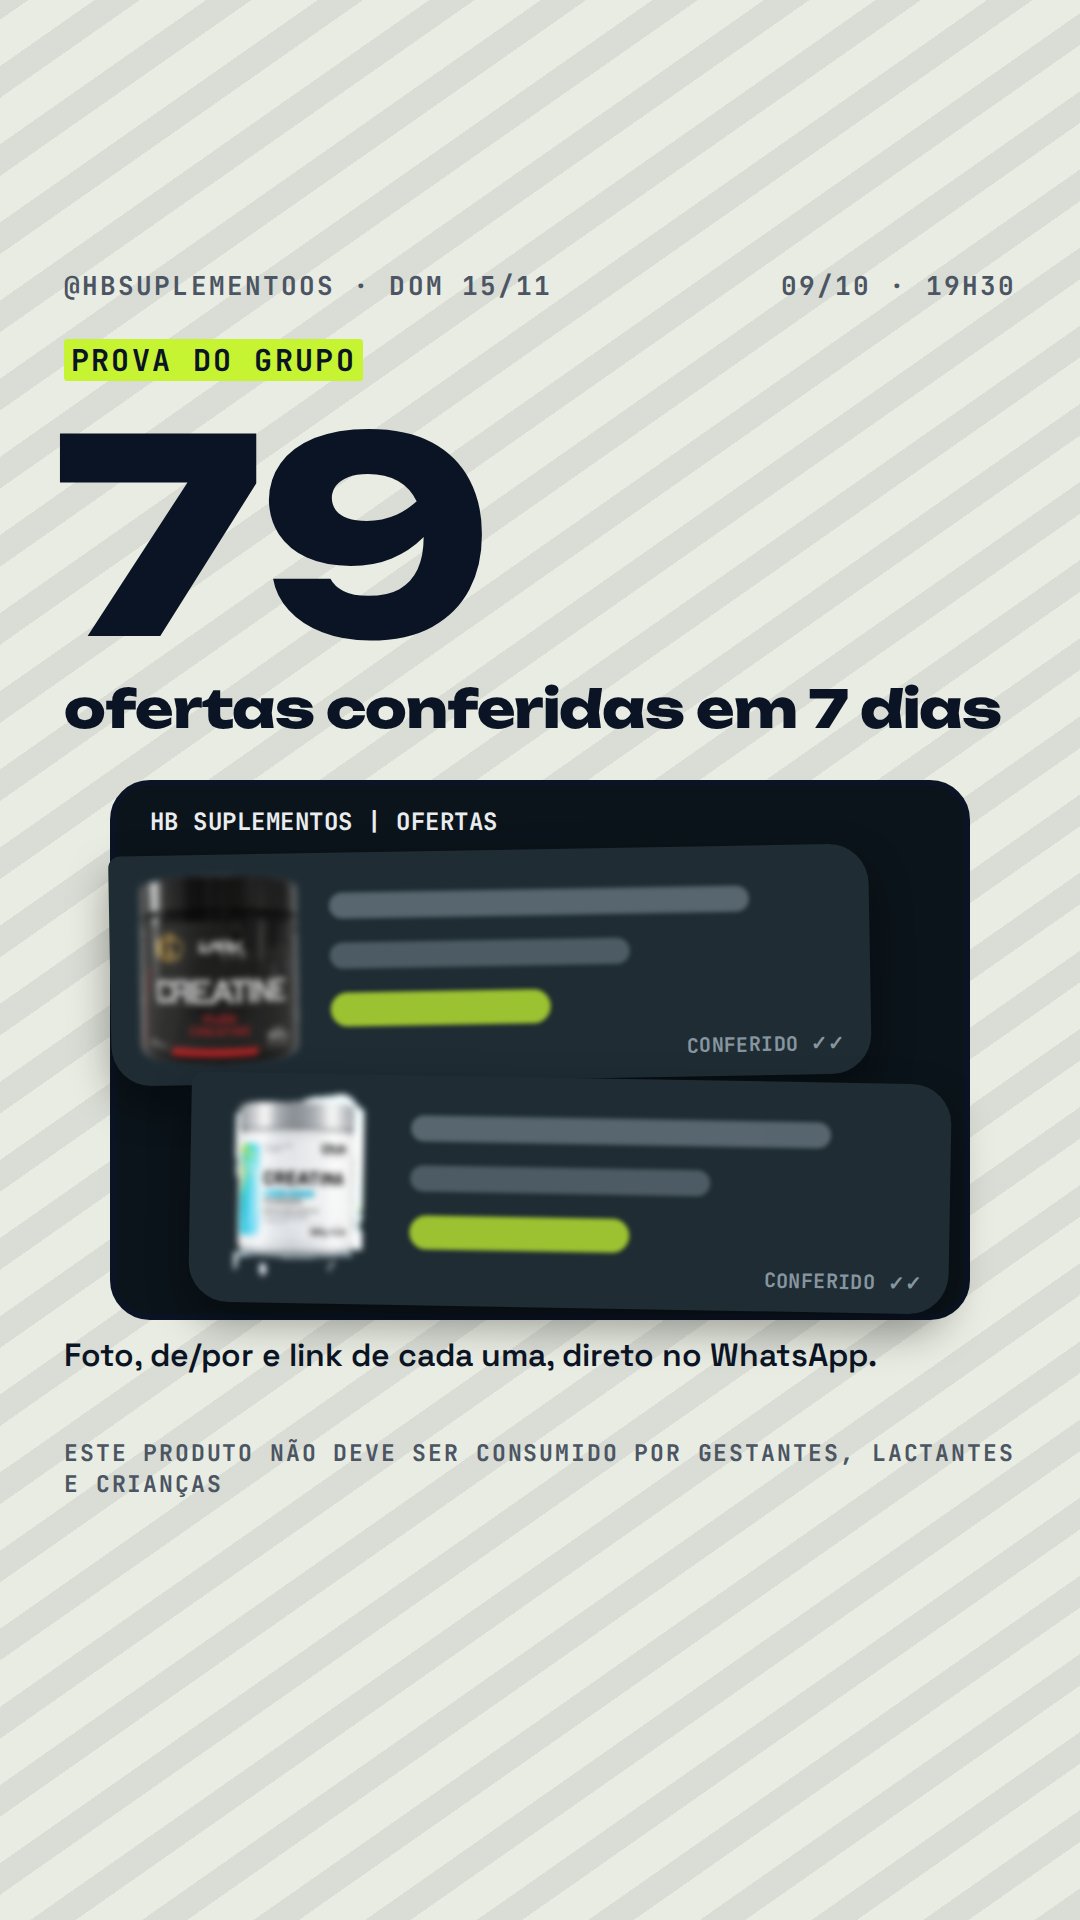 @HBSUPLEMENTOOS · DOM 15/11
09/10 · 19H30
PROVA DO GRUPO
79
ofertas conferidas em 7 dias
HB SUPLEMENTOS | OFERTAS
CREATINE
CONFERIDO ✓✓
CREATINA
CONFERIDO ✓✓
Foto, de/por e link de cada uma, direto no WhatsApp.
ESTE PRODUTO NÃO DEVE SER CONSUMIDO POR GESTANTES, LACTANTES
E CRIANÇAS